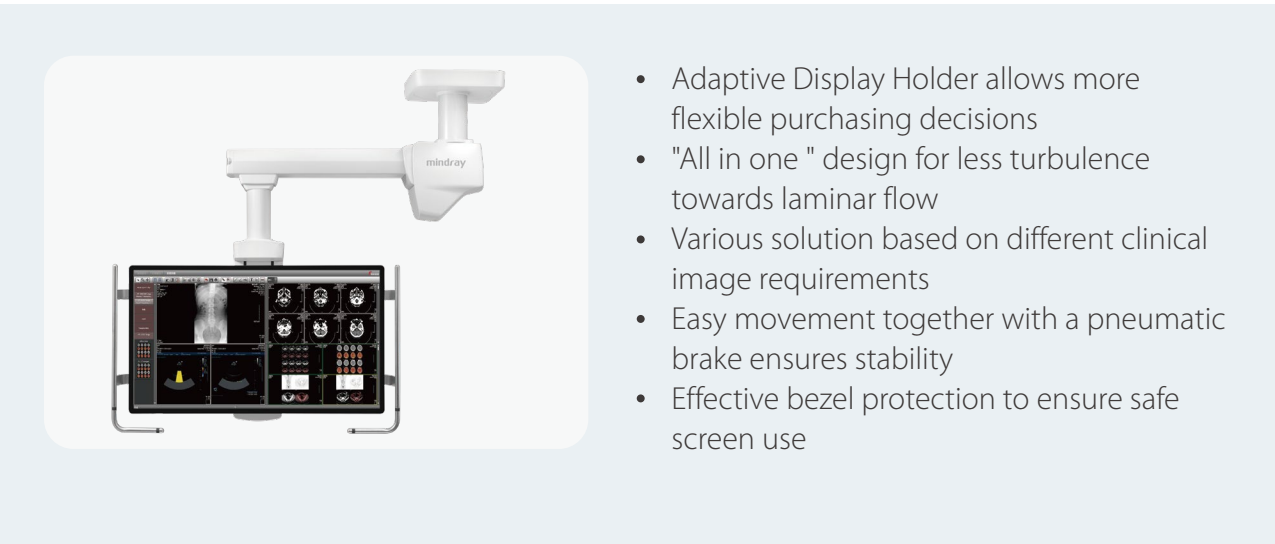 mindray
• Adaptive Display Holder allows more
flexible purchasing decisions
• "All in one " design for less turbulence
towards laminar flow
• Various solution based on different clinical
image requirements
• Easy movement together with a pneumatic
brake ensures stability
• Effective bezel protection to ensure safe
screen use